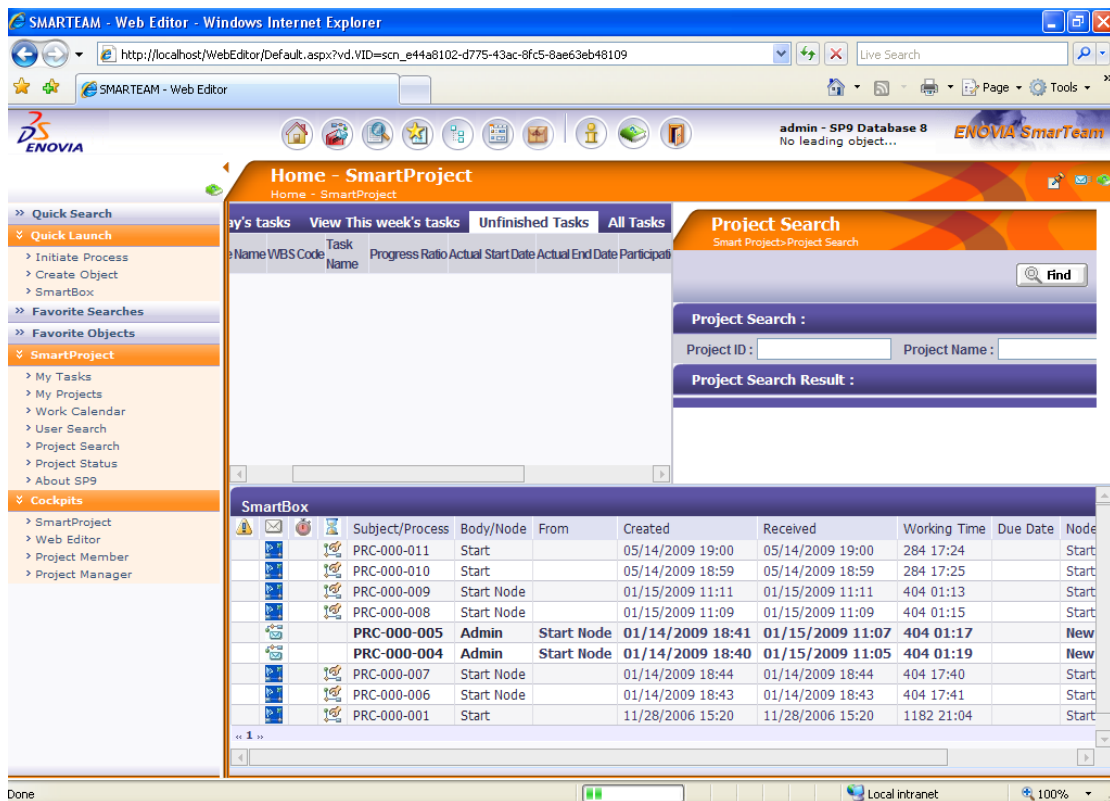 SMARTEAM - Web Editor - Windows Internet Explorer
http://localhost/WebEditor/Default.aspx?vd.VID=scn_e44a8102-d775-43ac-8fc5-8ae63eb48109
Live Search
SMARTEAM - Web Editor
Page
Tools
»
ENOVIA
admin - SP9 Database 8
No leading object...
ENOVIA SmarTeam
Home - SmartProject
Home - SmartProject
» Quick Search
Quick Launch
› Initiate Process
› Create Object
› SmartBox
» Favorite Searches
» Favorite Objects
SmartProject
› My Tasks
› My Projects
› Work Calendar
› User Search
› Project Search
› Project Status
› About SP9
Cockpits
› SmartProject
› Web Editor
› Project Member
› Project Manager
ay's tasks View This week's tasks Unfinished Tasks All Tasks
e Name WBS Code Task Name Progress Ratio Actual Start Date Actual End Date Participati
Project Search
Smart Project>Project Search
Find
Project Search :
Project ID : Project Name :
Project Search Result :
SmartBox
Subject/Process Body/Node From Created Received Working Time Due Date Node
PRC-000-011 Start 05/14/2009 19:00 05/14/2009 19:00 284 17:24 Start
PRC-000-010 Start 05/14/2009 18:59 05/14/2009 18:59 284 17:25 Start
PRC-000-009 Start Node 01/15/2009 11:11 01/15/2009 11:11 404 01:13 Start
PRC-000-008 Start Node 01/15/2009 11:09 01/15/2009 11:09 404 01:15 Start
PRC-000-005 Admin Start Node 01/14/2009 18:41 01/15/2009 11:07 404 01:17 New
PRC-000-004 Admin Start Node 01/14/2009 18:40 01/15/2009 11:05 404 01:19 New
PRC-000-007 Start Node 01/14/2009 18:44 01/14/2009 18:44 404 17:40 Start
PRC-000-006 Start Node 01/14/2009 18:43 01/14/2009 18:43 404 17:41 Start
PRC-000-001 Start 11/28/2006 15:20 11/28/2006 15:20 1182 21:04 Start
« 1 »
Done
Local intranet
100%